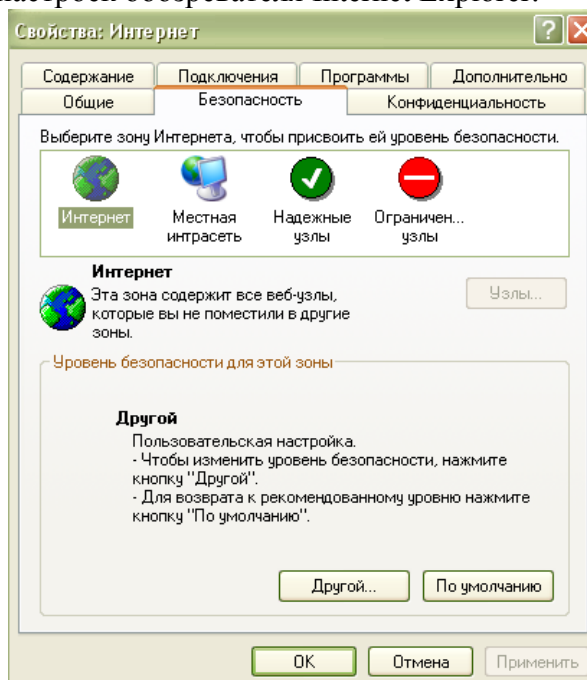 настроек обозревателя Internet Explorer.
Свойства: Интернет
Содержание Подключения Программы Дополнительно
Общие Безопасность Конфиденциальность
Выберите зону Интернета, чтобы присвоить ей уровень безопасности.
Интернет Местная интрасеть Надежные узлы Ограничен... узлы
Интернет
Эта зона содержит все веб-узлы,
которые вы не поместили в другие
зоны.
Узлы...
Уровень безопасности для этой зоны
Другой
Пользовательская настройка.
- Чтобы изменить уровень безопасности, нажмите
кнопку "Другой".
- Для возврата к рекомендованному уровню нажмите
кнопку "По умолчанию".
Другой... По умолчанию
OK Отмена Применить